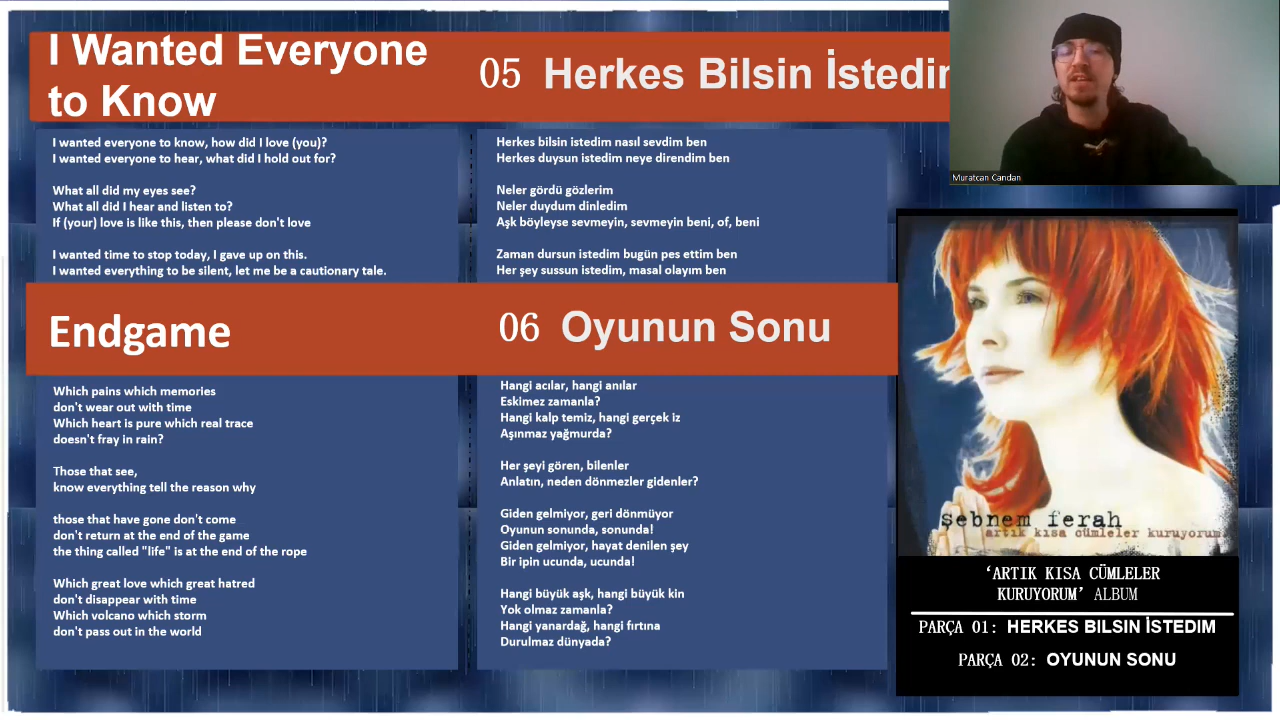 I Wanted Everyone
to Know
05 Herkes Bilsin İstedim
I wanted everyone to know, how did I love (you)?
I wanted everyone to hear, what did I hold out for?
What all did my eyes see?
What all did I hear and listen to?
If (your) love is like this, then please don't love
I wanted time to stop today, I gave up on this.
I wanted everything to be silent, let me be a cautionary tale.
Herkes bilsin istedim nasıl sevdim ben
Herkes duysun istedim neye direndim ben
Neler gördü gözlerim
Neler duydum dinledim
Aşk böyleyse sevmeyin, sevmeyin beni, of, beni
Zaman dursun istedim bugün pes ettim ben
Her şey sussun istedim, masal olayım ben
Endgame
06 Oyunun Sonu
Which pains which memories
don't wear out with time
Which heart is pure which real trace
doesn't fray in rain?
Those that see,
know everything tell the reason why
those that have gone don't come
don't return at the end of the game
the thing called "life" is at the end of the rope
Which great love which great hatred
don't disappear with time
Which volcano which storm
don't pass out in the world
Hangi acılar, hangi anılar
Eskimez zamanla?
Hangi kalp temiz, hangi gerçek iz
Aşınmaz yağmurda?
Her şeyi gören, bilenler
Anlatın, neden dönmezler gidenler?
Giden gelmiyor, geri dönmüyor
Oyunun sonunda, sonunda!
Giden gelmiyor, hayat denilen şey
Bir ipin ucunda, ucunda!
Hangi büyük aşk, hangi büyük kin
Yok olmaz zamanla?
Hangi yanardağ, hangi fırtına
Durulmaz dünyada?
Muratcan Candan
şebnem ferah
artık kısa cümleler kuruyorum
‘ARTIK KISA CÜMLELER
KURUYORUM’ ALBUM
PARÇA 01: HERKES BILSIN İSTEDIM
PARÇA 02: OYUNUN SONU